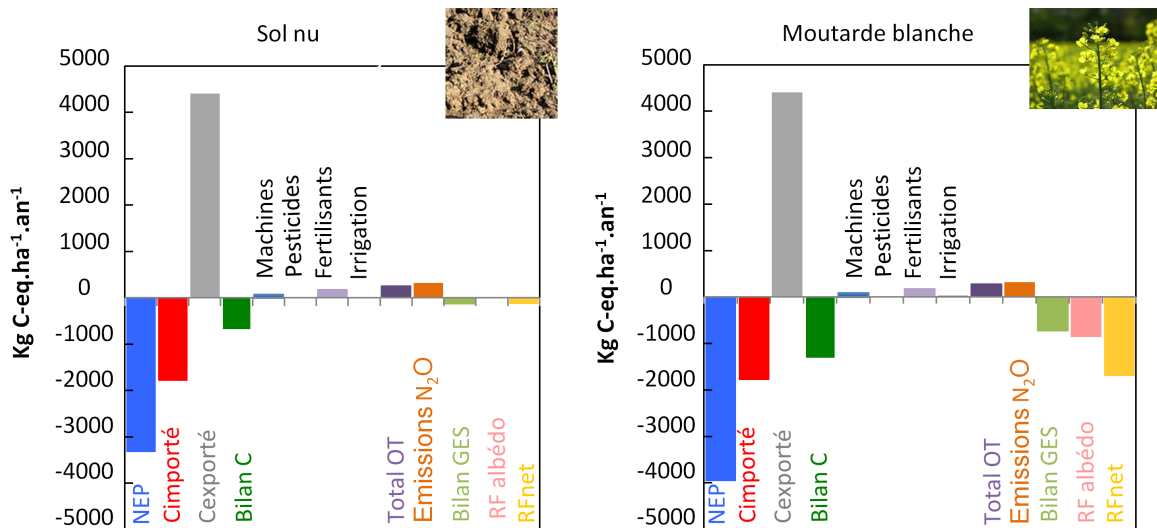 Sol nu
5000
4000
3000
2000
1000
0
-1000
-2000
-3000
-4000
-5000
Kg C-eq.ha⁻¹.an⁻¹
Machines
Pesticides
Fertilisants
Irrigation
NEP
Cimporté
Cexporté
Bilan C
Total OT
Emissions N₂O
Bilan GES
RF albédo
RFnet
Moutarde blanche
5000
4000
3000
2000
1000
0
-1000
-2000
-3000
-4000
-5000
Kg C-eq.ha⁻¹.an⁻¹
Machines
Pesticides
Fertilisants
Irrigation
NEP
Cimporté
Cexporté
Bilan C
Total OT
Emissions N₂O
Bilan GES
RF albédo
RFnet